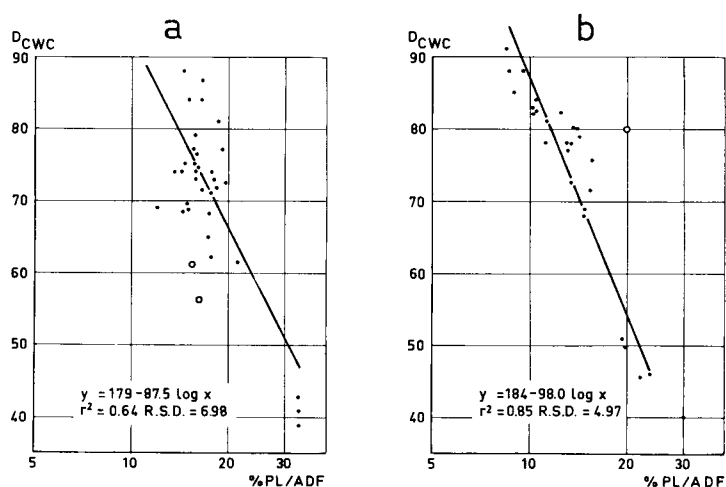 a
D CWC
90
80
70
60
50
40
y = 179 - 87.5 log x
r² = 0.64 R.S.D. = 6.98
5 10 20 30
% PL/ADF
b
D CWC
90
80
70
60
50
40
y = 184 - 98.0 log x
r² = 0.85 R.S.D. = 4.97
5 10 20 30
% PL/ADF